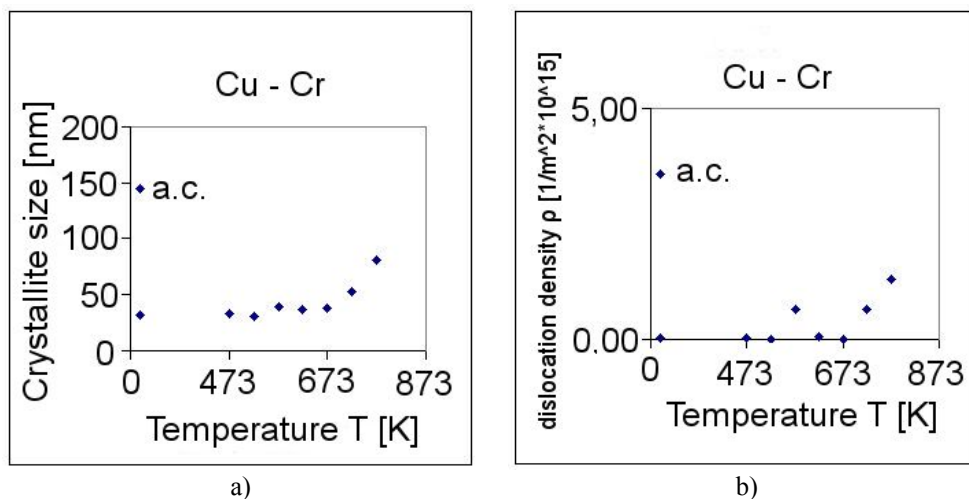 Cu - Cr
Crystallite size [nm]
200
150
100
50
0
a.c.
0 473 673 873
Temperature T [K]
a)
Cu - Cr
dislocation density ρ [1/m^2*10^15]
5,00
0,00
a.c.
0 473 673 873
Temperature T [K]
b)